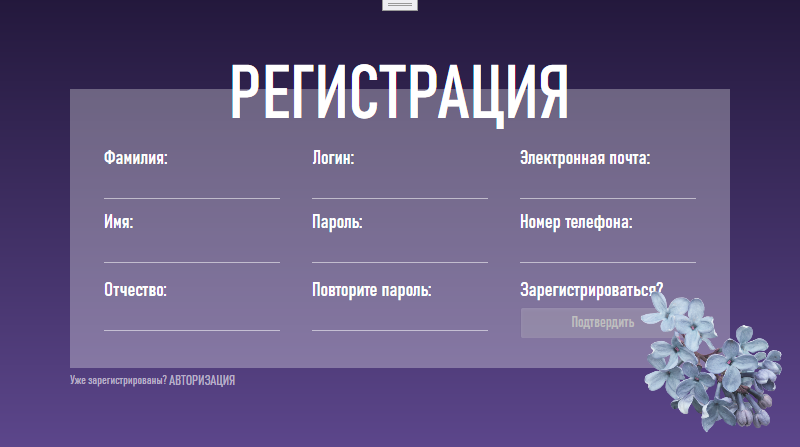 РЕГИСТРАЦИЯ
Фамилия:
Логин:
Электронная почта:
Имя:
Пароль:
Номер телефона:
Отчество:
Повторите пароль:
Зарегистрироваться?
Подтвердить
Уже зарегистрированы? АВТОРИЗАЦИЯ